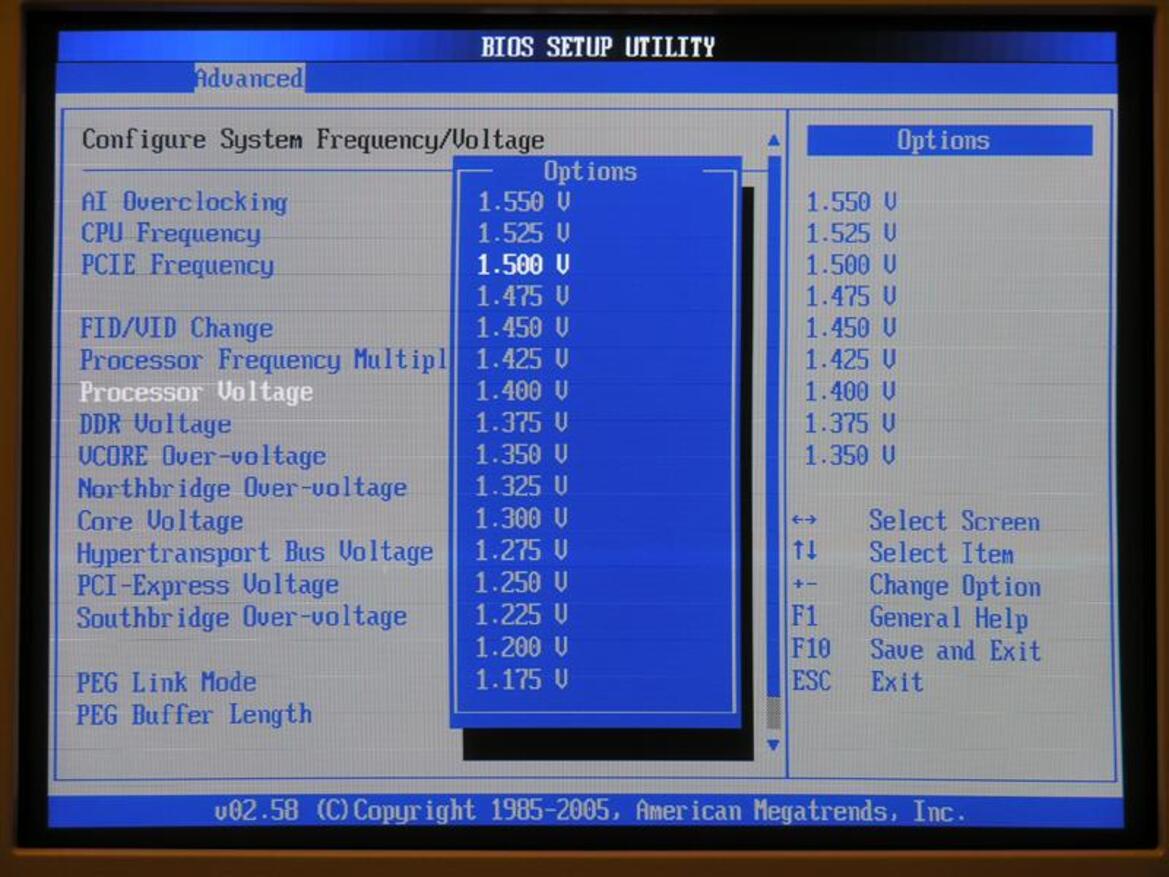 BIOS SETUP UTILITY
Advanced
Configure System Frequency/Voltage
AI Overclocking
CPU Frequency
PCIE Frequency
FID/VID Change
Processor Frequency Multipl
Processor Voltage
DDR Voltage
VCORE Over-voltage
Northbridge Over-voltage
Core Voltage
Hypertransport Bus Voltage
PCI-Express Voltage
Southbridge Over-voltage
PEG Link Mode
PEG Buffer Length
Options
1.550 V
1.525 V
1.500 V
1.475 V
1.450 V
1.425 V
1.400 V
1.375 V
1.350 V
1.325 V
1.300 V
1.275 V
1.250 V
1.225 V
1.200 V
1.175 V
Options
1.550 V
1.525 V
1.500 V
1.475 V
1.450 V
1.425 V
1.400 V
1.375 V
1.350 V
↔ Select Screen
↑↓ Select Item
+- Change Option
F1 General Help
F10 Save and Exit
ESC Exit
v02.58 (C)Copyright 1985-2005, American Megatrends, Inc.